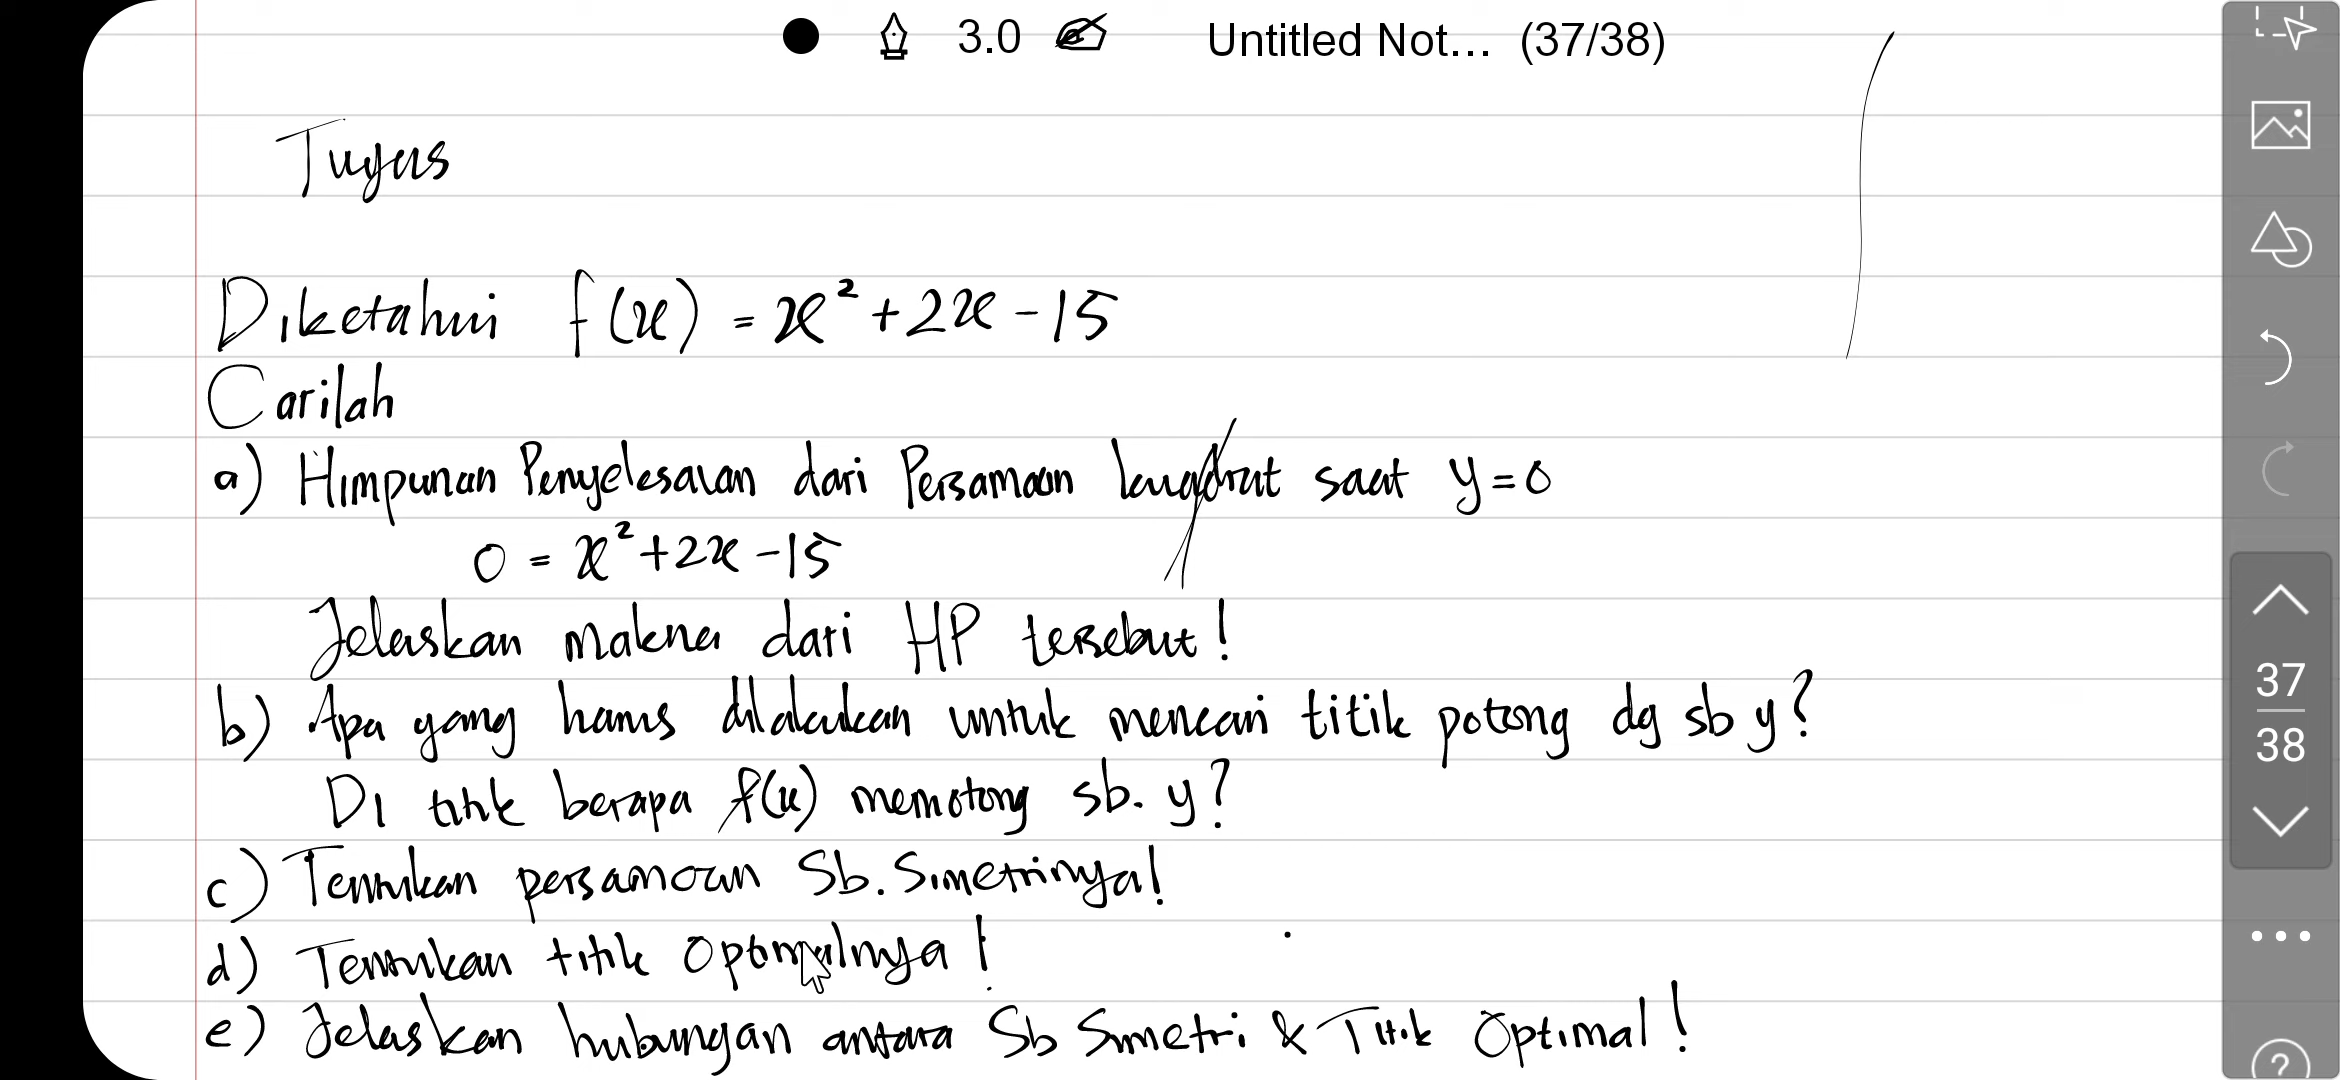 3.0 Untitled Not... (37/38)
Tugas
Diketahui f(x) = x² + 2x - 15
Carilah
a) Himpunan Penyelesaian dari Persamaan kuadrat saat y = 0
0 = x² + 2x - 15
Jelaskan makna dari HP tersebut!
b) Apa yang harus dilakukan untuk mencari titik potong dg sb y?
Di titik berapa f(x) memotong sb. y?
c) Tentukan persamaan Sb. Simetrinya!
d) Tentukan titik Optimalnya!
e) Jelaskan hubungan antara Sb Simetri & Titik Optimal!
37
38
?